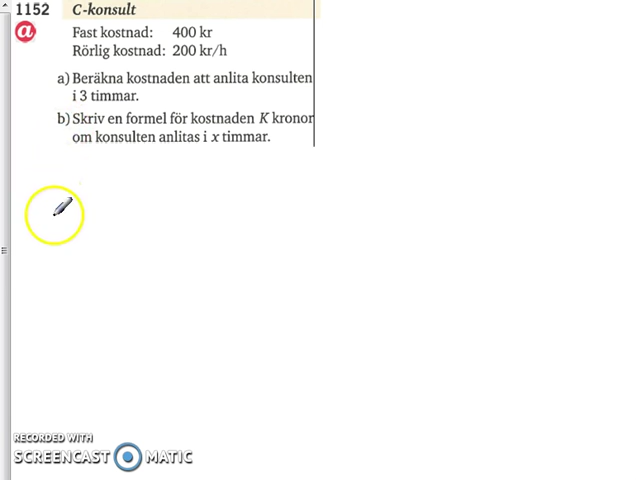 1152 C-konsult
a Fast kostnad: 400 kr
Rörlig kostnad: 200 kr/h
a) Beräkna kostnaden att anlita konsulten
i 3 timmar.
b) Skriv en formel för kostnaden K kronor
om konsulten anlitas i x timmar.
RECORDED WITH
SCREENCAST MATIC